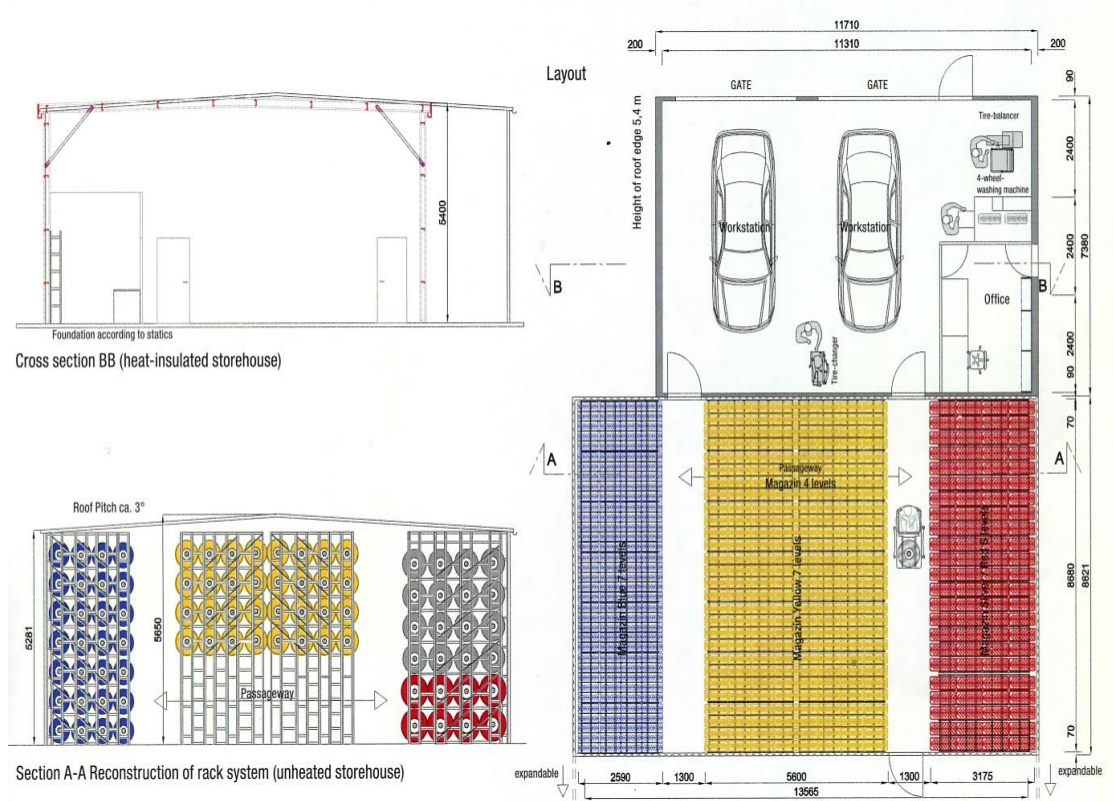 5400
Foundation according to statics
Cross section BB (heat-insulated storehouse)
Roof Pitch ca. 3°
5281
5650
Passageway
Section A-A Reconstruction of rack system (unheated storehouse)
Layout
11710
200
11310
200
GATE
GATE
Height of roof edge 5,4 m
Tire-balancer
4-wheel-
washing machine
Workstation
Workstation
Office
Tire-changer
B
B
90
2400
2400
2400
90
7380
A
A
Passageway
Magazin 4 levels
Magazin Blue 7 levels
Magazin Yellow 7 levels
70
8680
8821
70
expandable
expandable
2590
1300
5600
1300
3175
13565